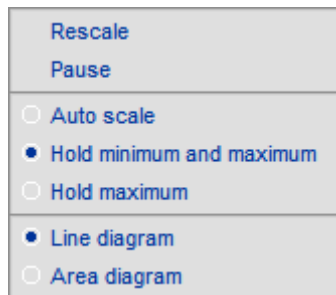 Rescale
Pause
Auto scale
Hold minimum and maximum
Hold maximum
Line diagram
Area diagram